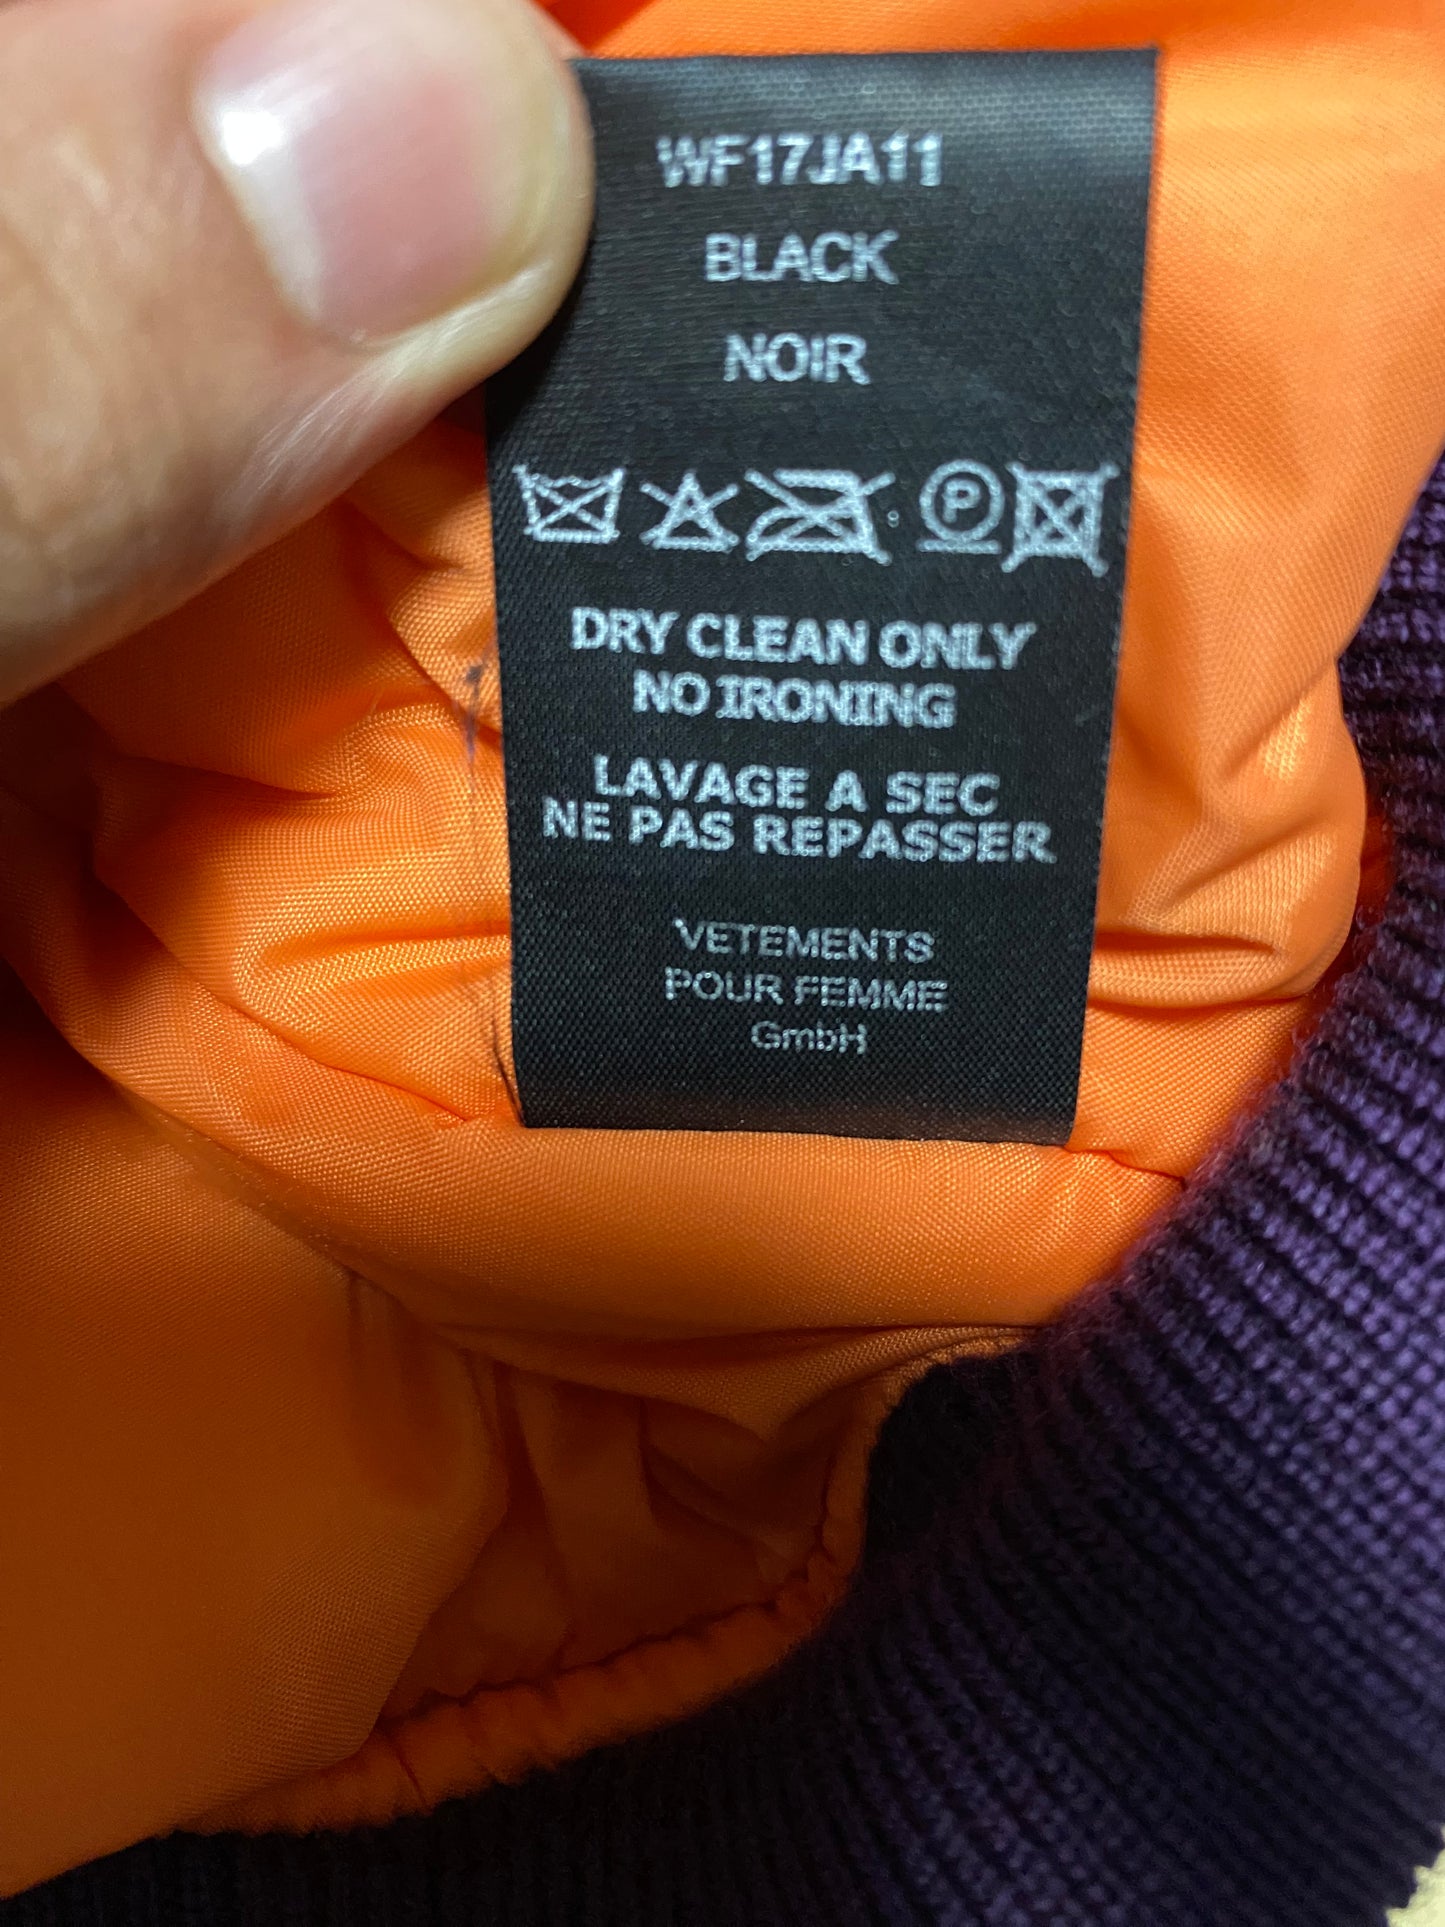 WF17JA11
BLACK
NOIR
P
DRY CLEAN ONLY
NO IRONING
LAVAGE A SEC
NE PAS REPASSER
VETEMENTS
POUR FEMME
GmbH